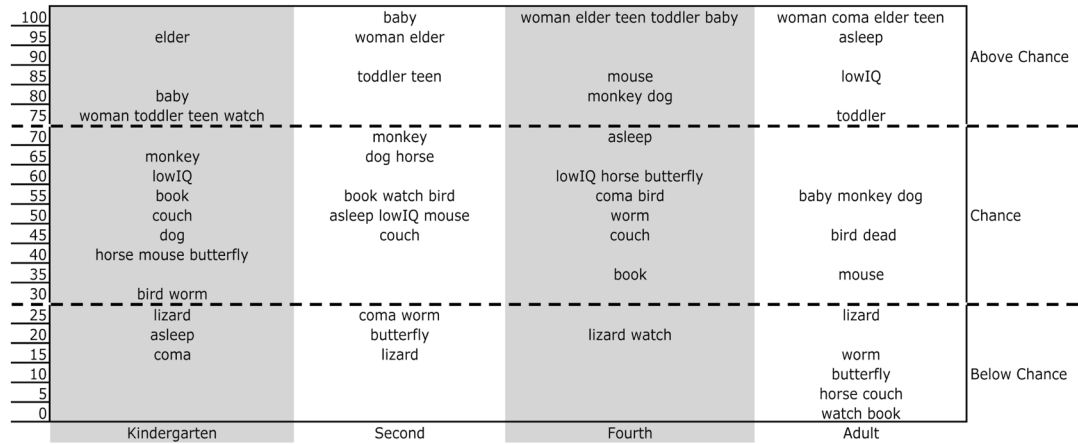 100 baby woman elder teen toddler baby woman coma elder teen
95 elder woman elder asleep
90 Above Chance
85 toddler teen mouse lowIQ
80 baby monkey dog
75 woman toddler teen watch toddler
70 monkey asleep
65 monkey dog horse
60 lowIQ lowIQ horse butterfly
55 book book watch bird coma bird baby monkey dog
50 couch asleep lowIQ mouse worm Chance
45 dog couch couch bird dead
40 horse mouse butterfly
35 book mouse
30 bird worm
25 lizard coma worm lizard
20 asleep butterfly lizard watch
15 coma lizard worm
10 butterfly Below Chance
5 horse couch
0 watch book
Kindergarten Second Fourth Adult